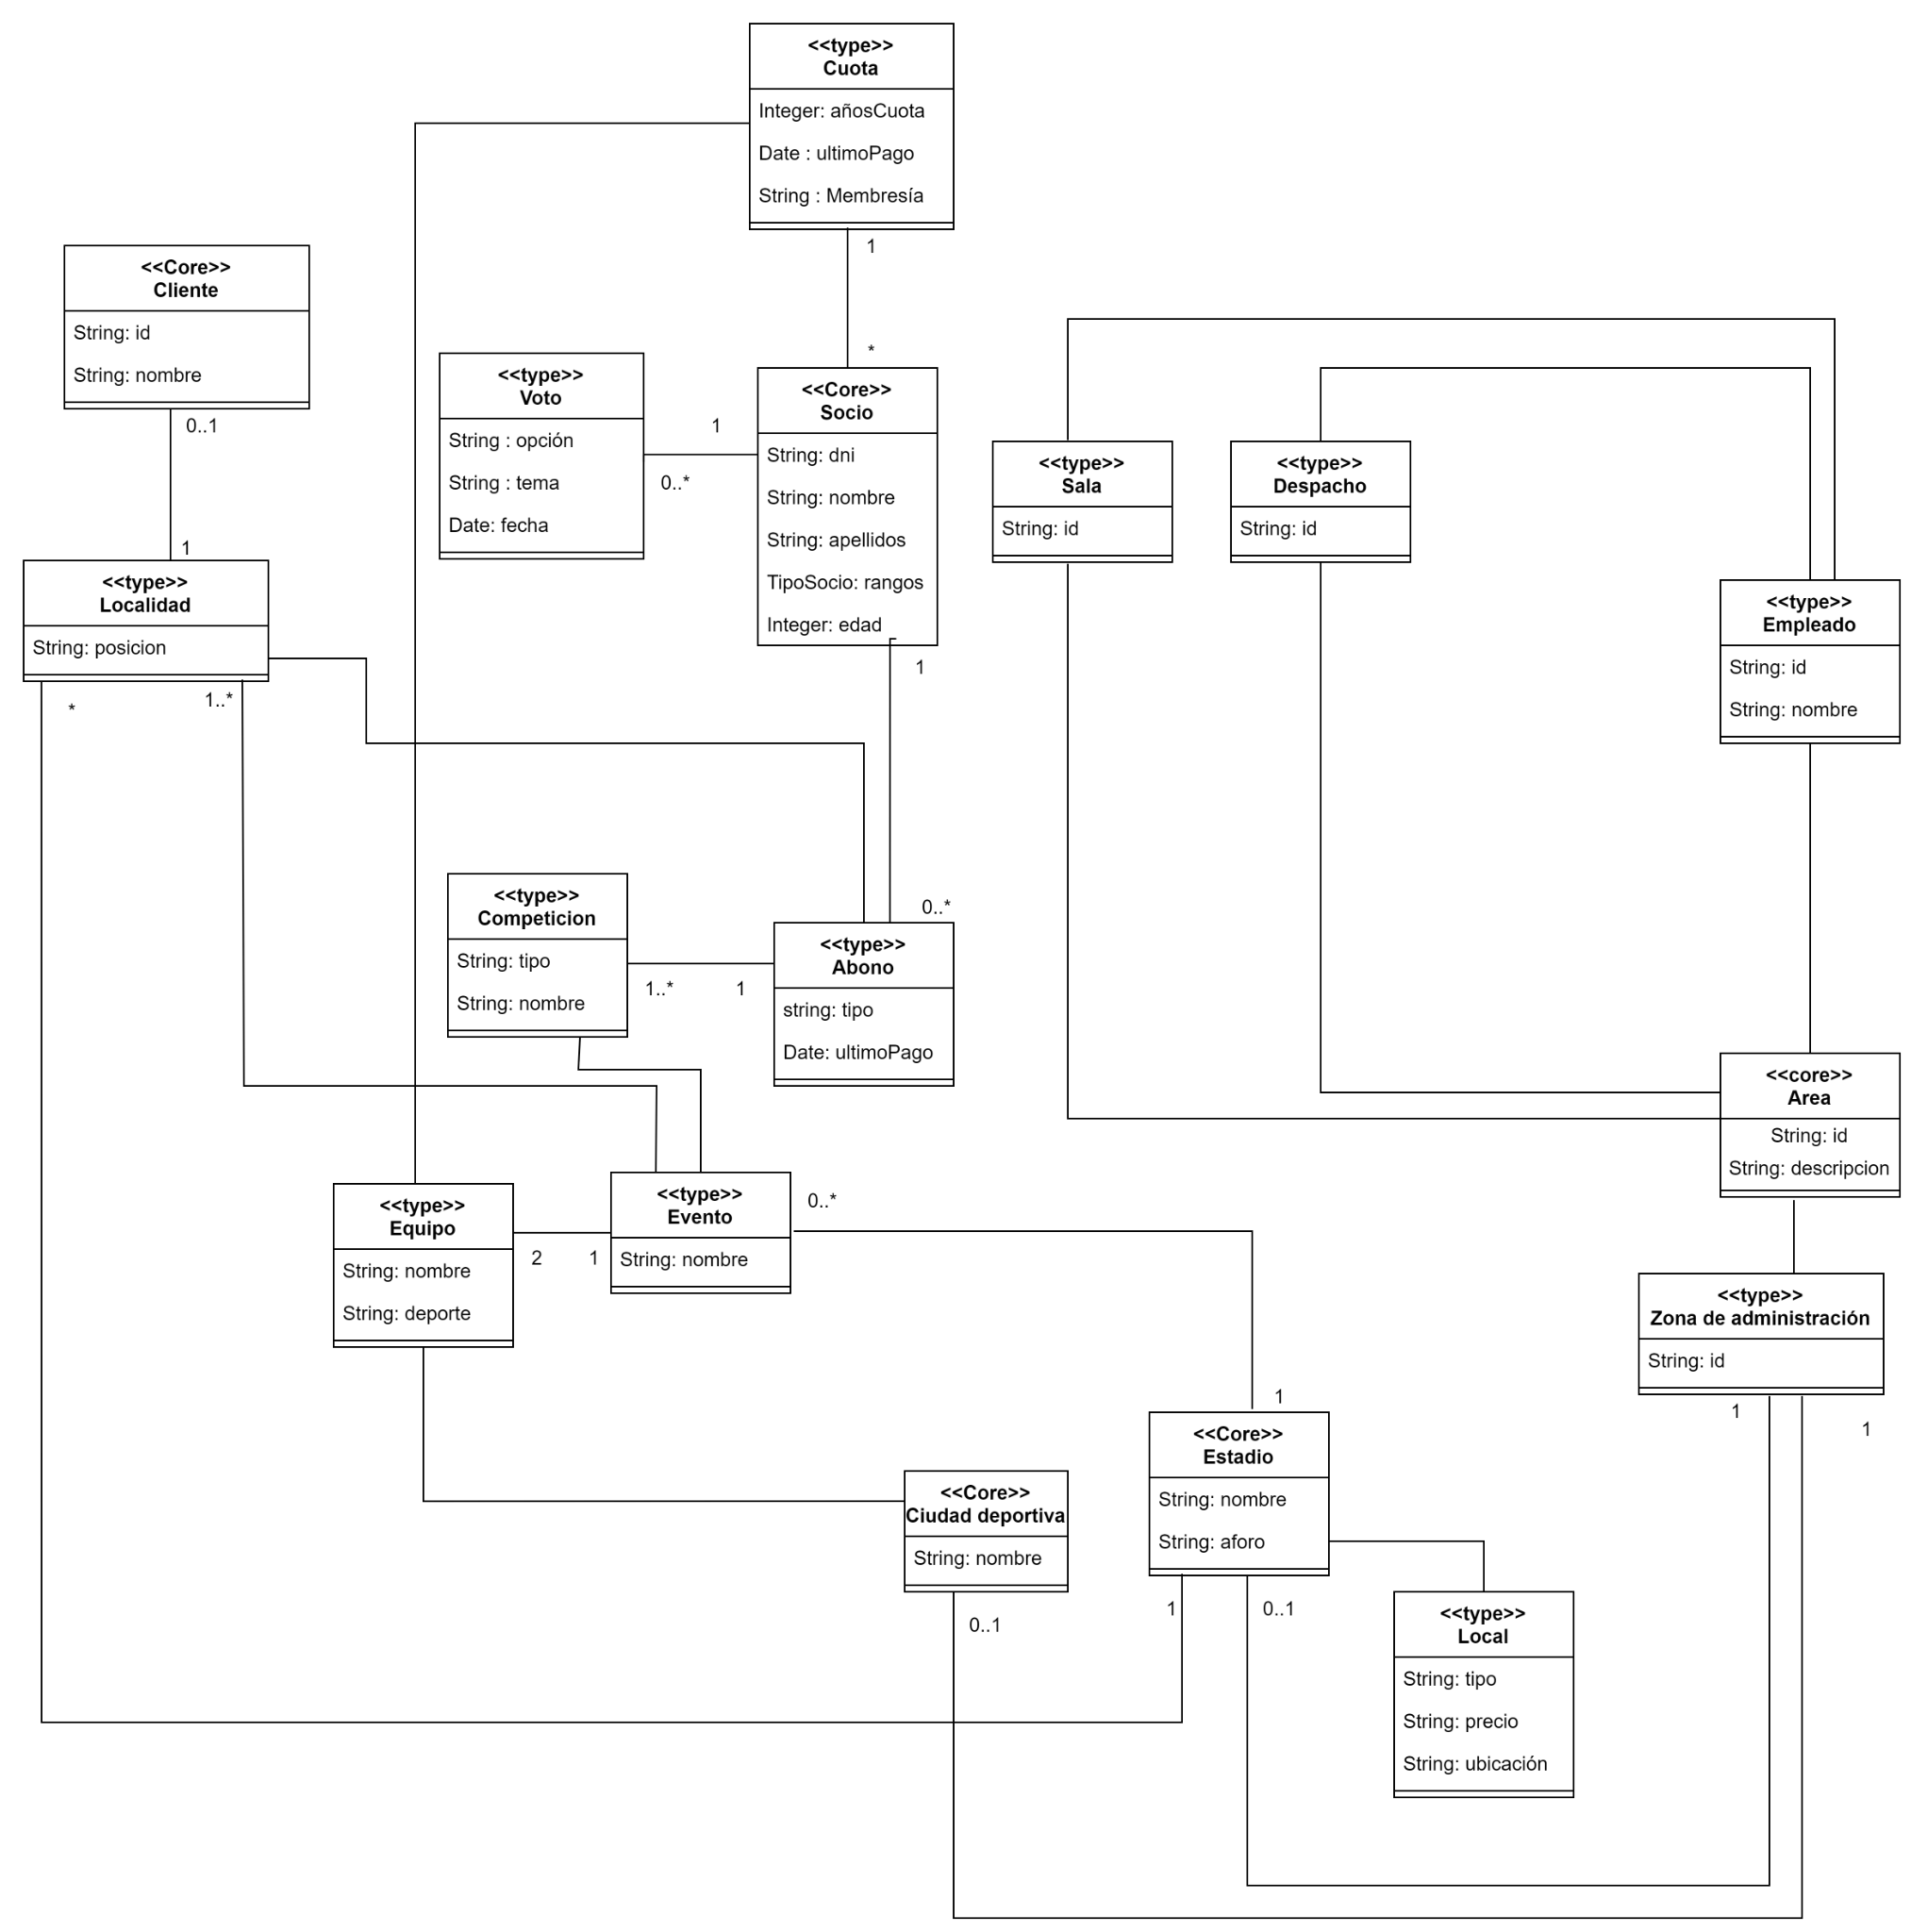 <<type>>
Cuota
Integer: añosCuota
Date : ultimoPago
String : Membresía
1
*
<<Core>>
Cliente
String: id
String: nombre
0..1
1
<<type>>
Voto
String : opción
String : tema
Date: fecha
1
0..*
<<Core>>
Socio
String: dni
String: nombre
String: apellidos
TipoSocio: rangos
Integer: edad
1
<<type>>
Sala
String: id
<<type>>
Despacho
String: id
<<type>>
Empleado
String: id
String: nombre
<<type>>
Localidad
String: posicion
*
1..*
<<type>>
Competicion
String: tipo
String: nombre
1..*
1
0..*
<<type>>
Abono
string: tipo
Date: ultimoPago
<<core>>
Area
String: id
String: descripcion
<<type>>
Equipo
String: nombre
String: deporte
2
1
<<type>>
Evento
String: nombre
0..*
<<type>>
Zona de administración
String: id
1
1
1
<<Core>>
Estadio
String: nombre
String: aforo
1
0..1
<<Core>>
Ciudad deportiva
String: nombre
0..1
<<type>>
Local
String: tipo
String: precio
String: ubicación